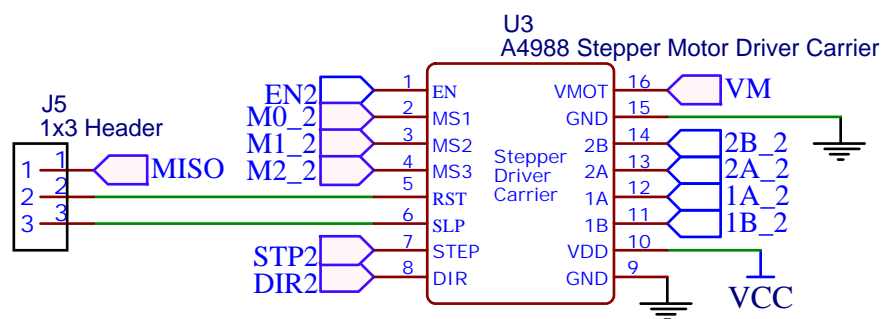 U3
A4988 Stepper Motor Driver Carrier
J5
1x3 Header
1 1 MISO
2 2
3 3
EN2 1 EN
M0_2 2 MS1
M1_2 3 MS2
M2_2 4 MS3
5 RST
6 SLP
STP2 7 STEP
DIR2 8 DIR
Stepper
Driver
Carrier
VMOT 16 VM
GND 15
2B 14 2B_2
2A 13 2A_2
1A 12 1A_2
1B 11 1B_2
VDD 10
GND 9
VCC